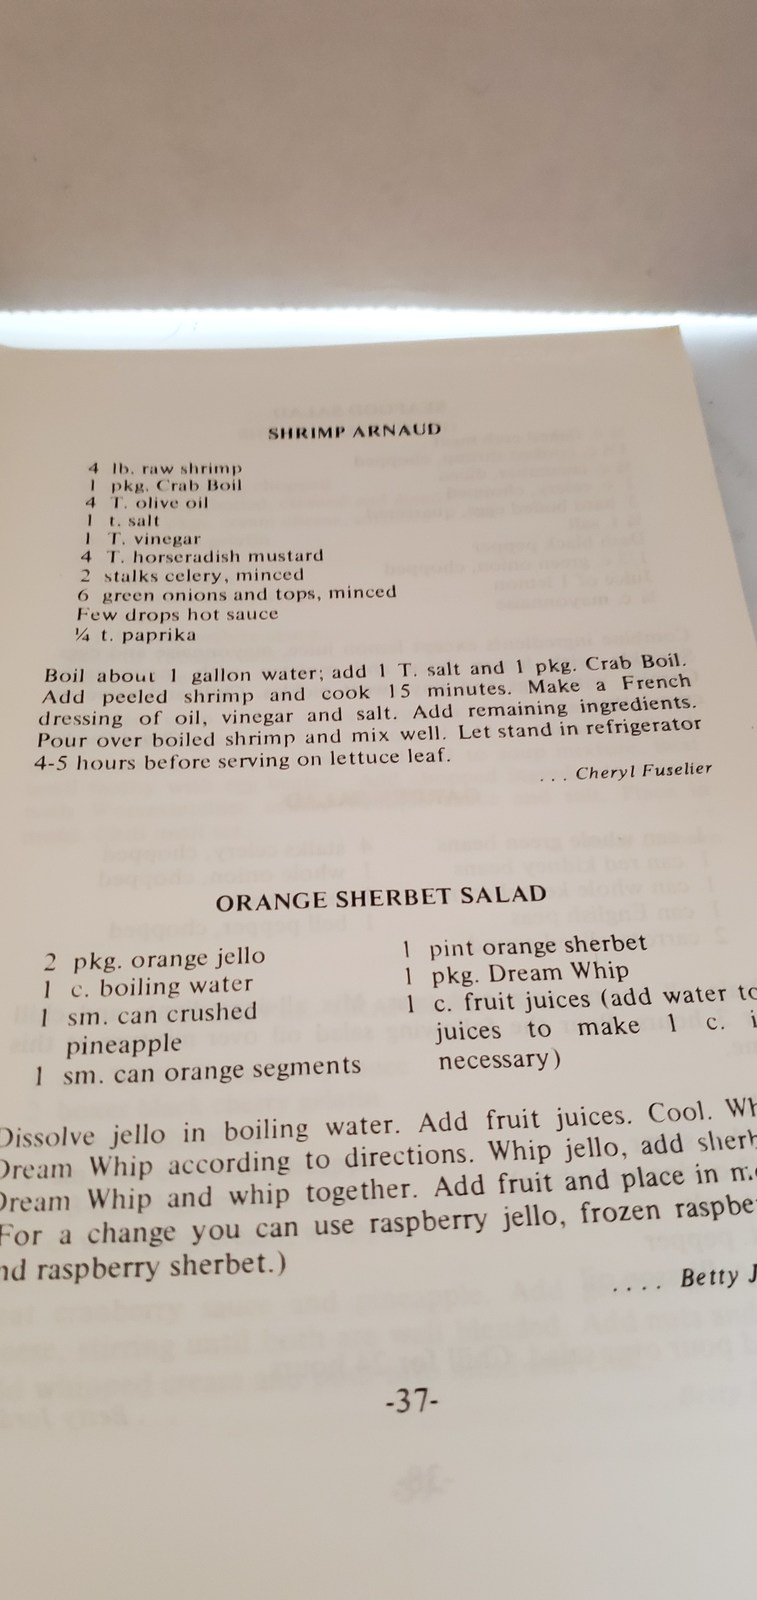 SHRIMP ARNAUD
4 lb. raw shrimp
1 pkg. Crab Boil
4 T. olive oil
1 t. salt
1 T. vinegar
4 T. horseradish mustard
2 stalks celery, minced
6 green onions and tops, minced
Few drops hot sauce
¼ t. paprika
Boil about 1 gallon water; add 1 T. salt and 1 pkg. Crab Boil.
Add peeled shrimp and cook 15 minutes. Make a French
dressing of oil, vinegar and salt. Add remaining ingredients.
Pour over boiled shrimp and mix well. Let stand in refrigerator
4-5 hours before serving on lettuce leaf.
... Cheryl Fuselier
ORANGE SHERBET SALAD
2 pkg. orange jello
1 c. boiling water
1 sm. can crushed
pineapple
1 sm. can orange segments
1 pint orange sherbet
1 pkg. Dream Whip
1 c. fruit juices (add water to
juices to make 1 c. i
necessary)
Dissolve jello in boiling water. Add fruit juices. Cool. Wh
Dream Whip according to directions. Whip jello, add sherb
Dream Whip and whip together. Add fruit and place in
For a change you can use raspberry jello, frozen raspbe
nd raspberry sherbet.)
.... Betty J
-37-